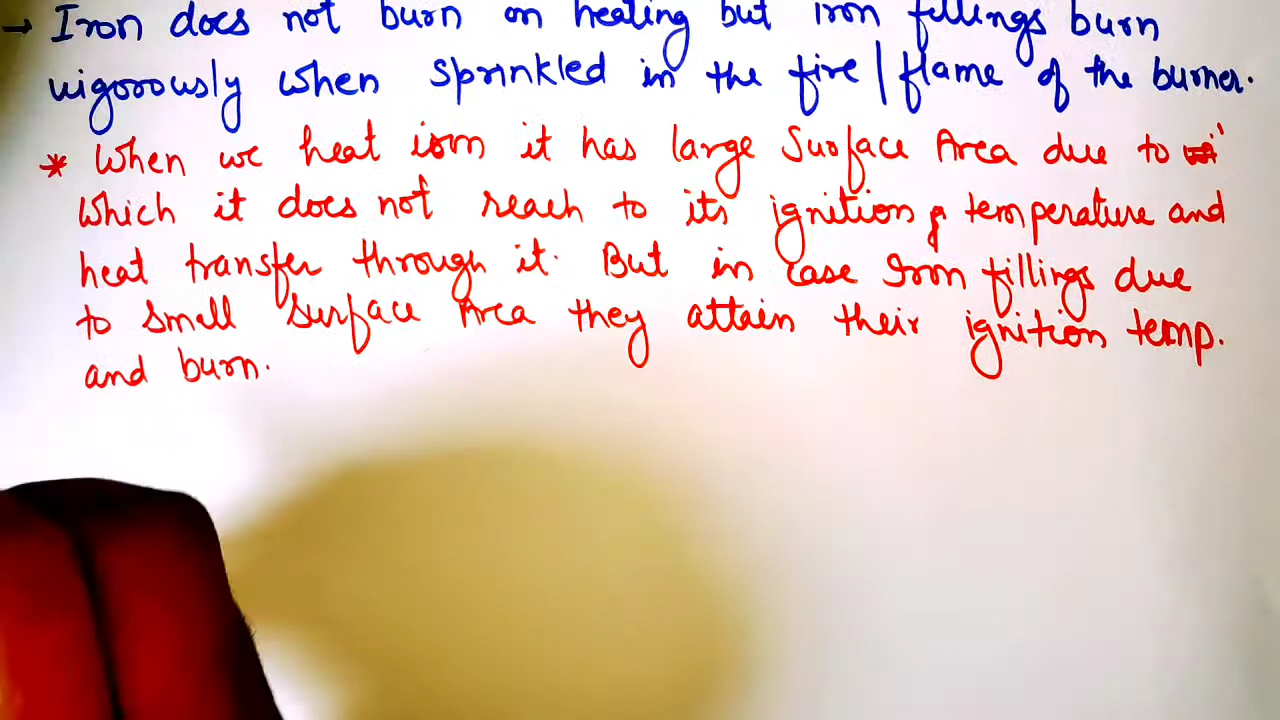 → Iron does not burn on heating but iron fillings burn
vigorously when sprinkled in the fire/flame of the burner.
* When we heat iron it has large Surface Area due to
which it does not reach to its ignition temperature and
heat transfer through it. But in case Iron fillings due
to small surface Area they attain their ignition temp.
and burn.